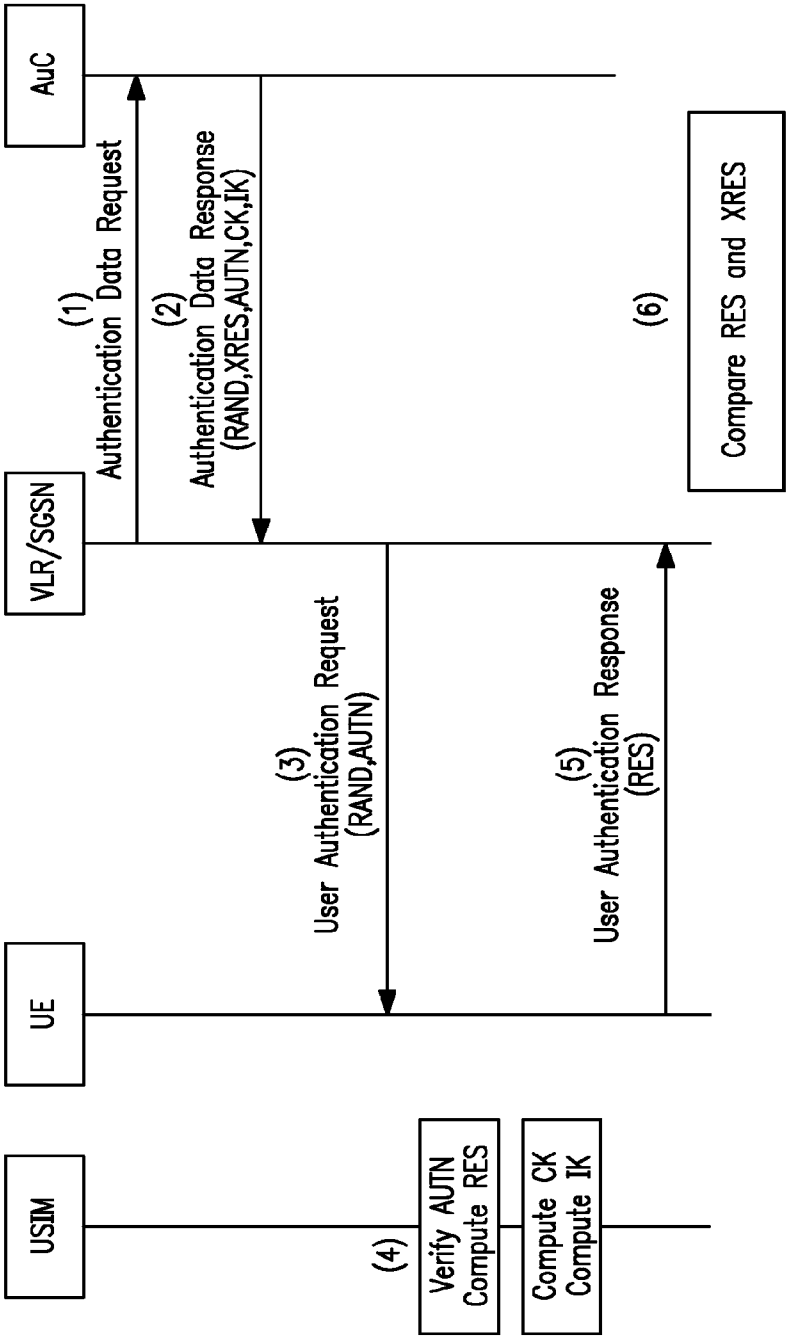 USIM
UE
VLR/SGSN
AuC
(1)
Authentication Data Request
(2)
Authentication Data Response
(RAND,XRES,AUTN,CK,IK)
(3)
User Authentication Request
(RAND,AUTN)
(4)
Verify AUTN
Compute RES
Compute CK
Compute IK
(5)
User Authentication Response
(RES)
(6)
Compare RES and XRES